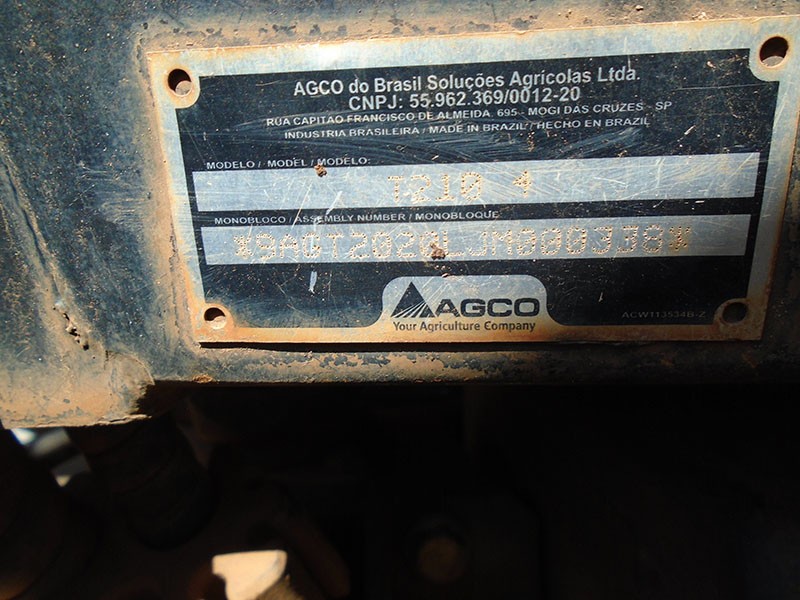 AGCO do Brasil Soluções Agrícolas Ltda.
CNPJ: 55.962.369/0012-20
RUA CAPITAO FRANCISCO DE ALMEIDA, 695 - MOGI DAS CRUZES - SP
INDUSTRIA BRASILEIRA / MADE IN BRAZIL / HECHO EN BRAZIL
MODELO / MODEL / MODELO:
T210 4
MONOBLOCO / ASSEMBLY NUMBER / MONOBLOQUE
*9AGT2020LJM000338*
AGCO
Your Agriculture Company
ACW113534B-Z